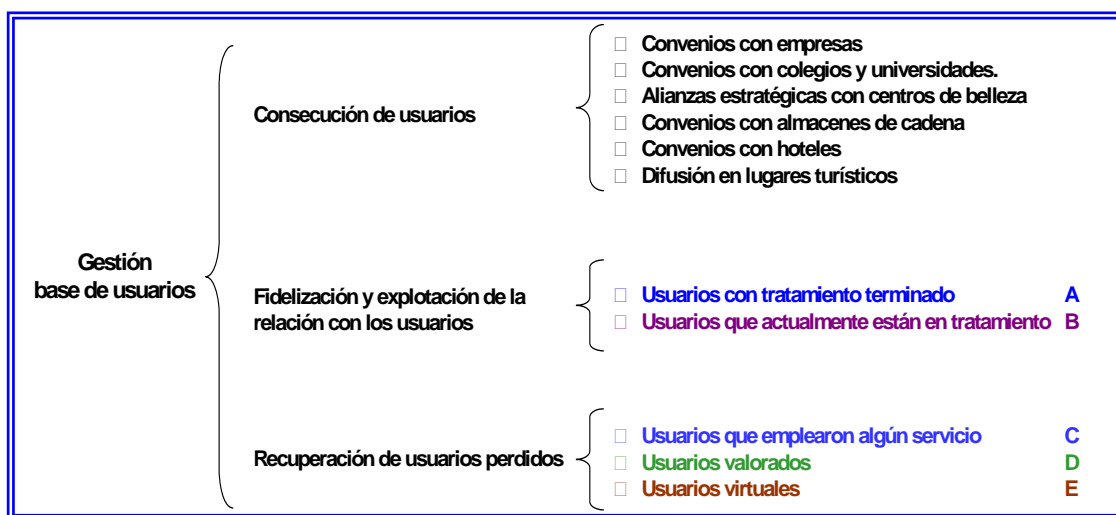 Convenios con empresas
Convenios con colegios y universidades.
Consecución de usuarios
Alianzas estratégicas con centros de belleza
Convenios con almacenes de cadena
Convenios con hoteles
Difusión en lugares turísticos
Gestión
base de usuarios
Fidelización y explotación de la
relación con los usuarios
Usuarios con tratamiento terminado A
Usuarios que actualmente están en tratamiento B
Recuperación de usuarios perdidos
Usuarios que emplearon algún servicio C
Usuarios valorados D
Usuarios virtuales E